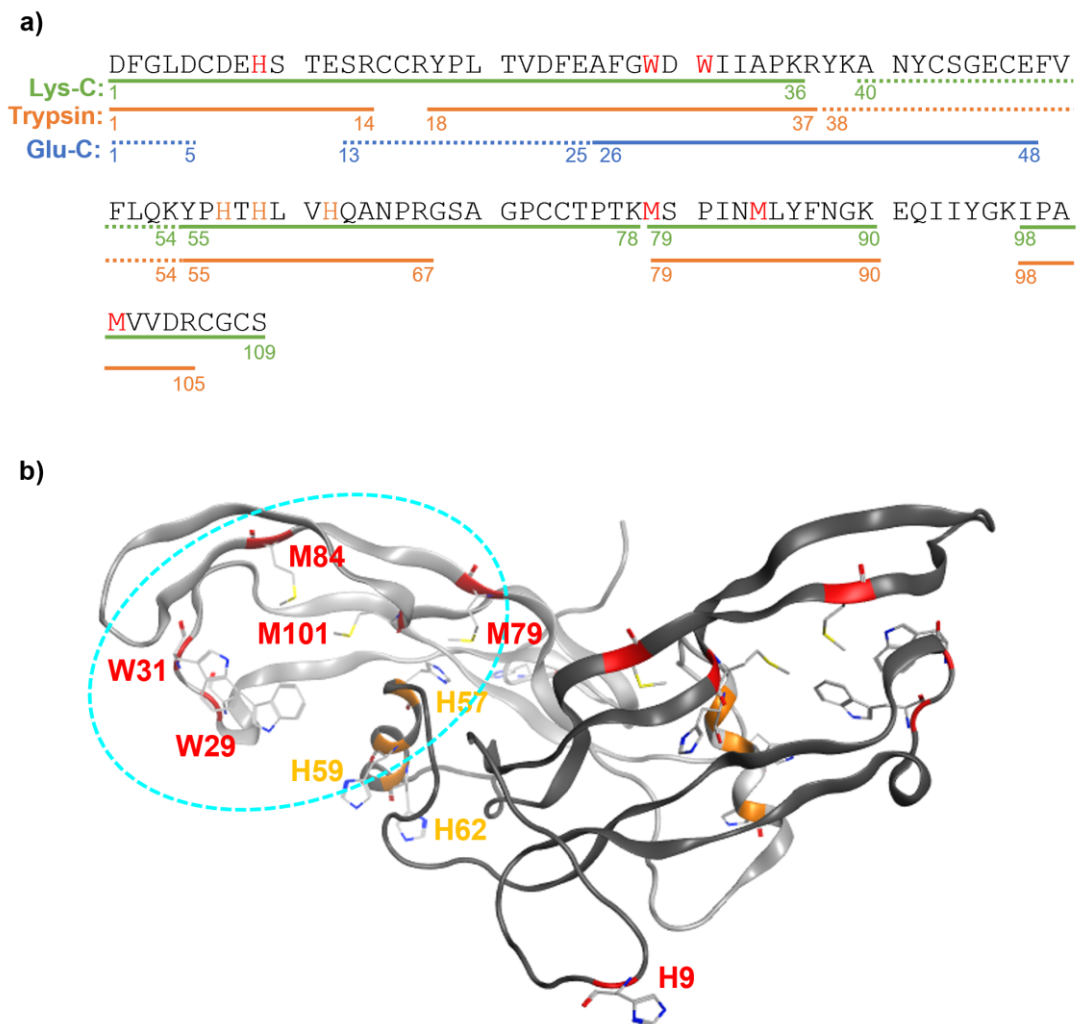 a)
DFGLDCDEHS TESRCCRYPL TVDFEAFGWD WIIAPKRYKA NYCSGECEFV
Lys-C: 1 36 40
Trypsin: 1 14 18 37 38
Glu-C: 1 5 13 25 26 48
FLQKYPHTHL VHQANPRGSA GPCCTPTKMS PINMLYFNGK EQIIYGKIPA
54 55 78 79 90 98
54 55 67 79 90 98
MVVDRCGCS
109
105
b)
M84
M101
M79
W31
H57
W29
H59
H62
H9